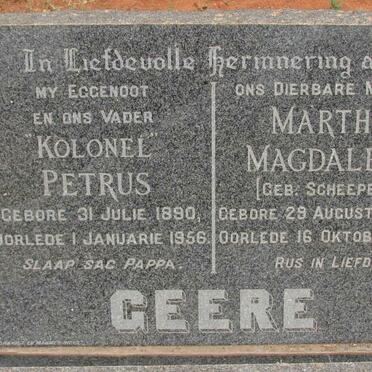 In Liefdevolle Herinnering a
MY EGGENOOT
EN ONS VADER
"KOLONEL"
PETRUS
GEBORE 31 JULIE 1890,
OORLEDE 1 JANUARIE 1956.
SLAAP SAG PAPPA.
ONS DIERBARE M
MARTH
MAGDALE
[GEB: SCHEEPE
GEBORE 29 AUGUST
OORLEDE 16 OKTOB
RUS IN LIEFD
GEERE